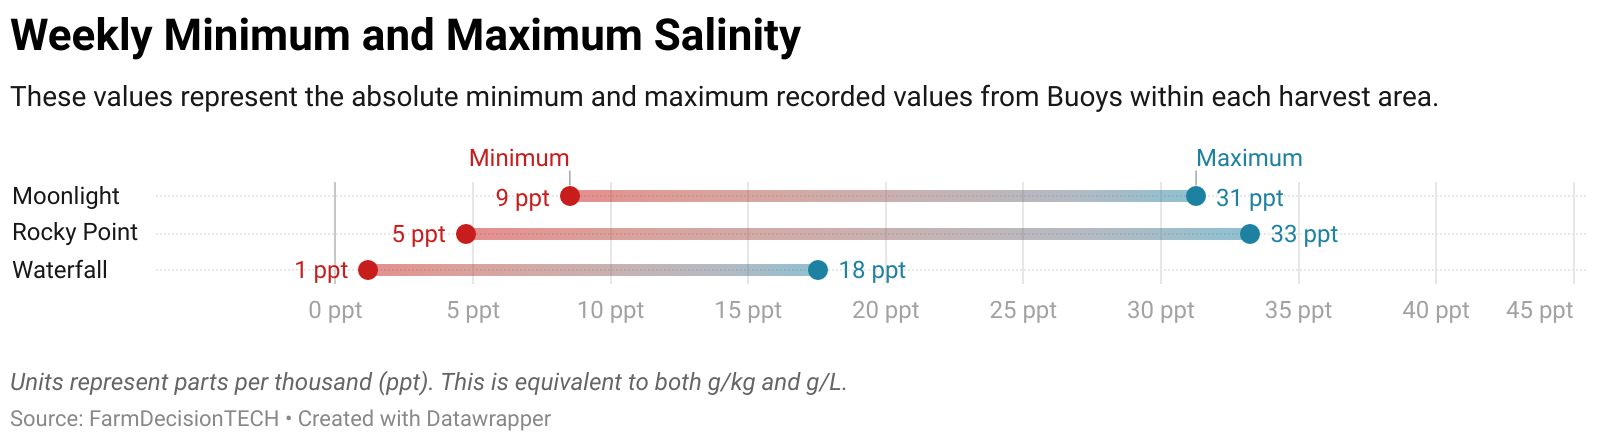 Weekly Minimum and Maximum Salinity
These values represent the absolute minimum and maximum recorded values from Buoys within each harvest area.
Minimum Maximum
Moonlight 9 ppt 31 ppt
Rocky Point 5 ppt 33 ppt
Waterfall 1 ppt 18 ppt
0 ppt 5 ppt 10 ppt 15 ppt 20 ppt 25 ppt 30 ppt 35 ppt 40 ppt 45 ppt
Units represent parts per thousand (ppt). This is equivalent to both g/kg and g/L.
Source: FarmDecisionTECH • Created with Datawrapper